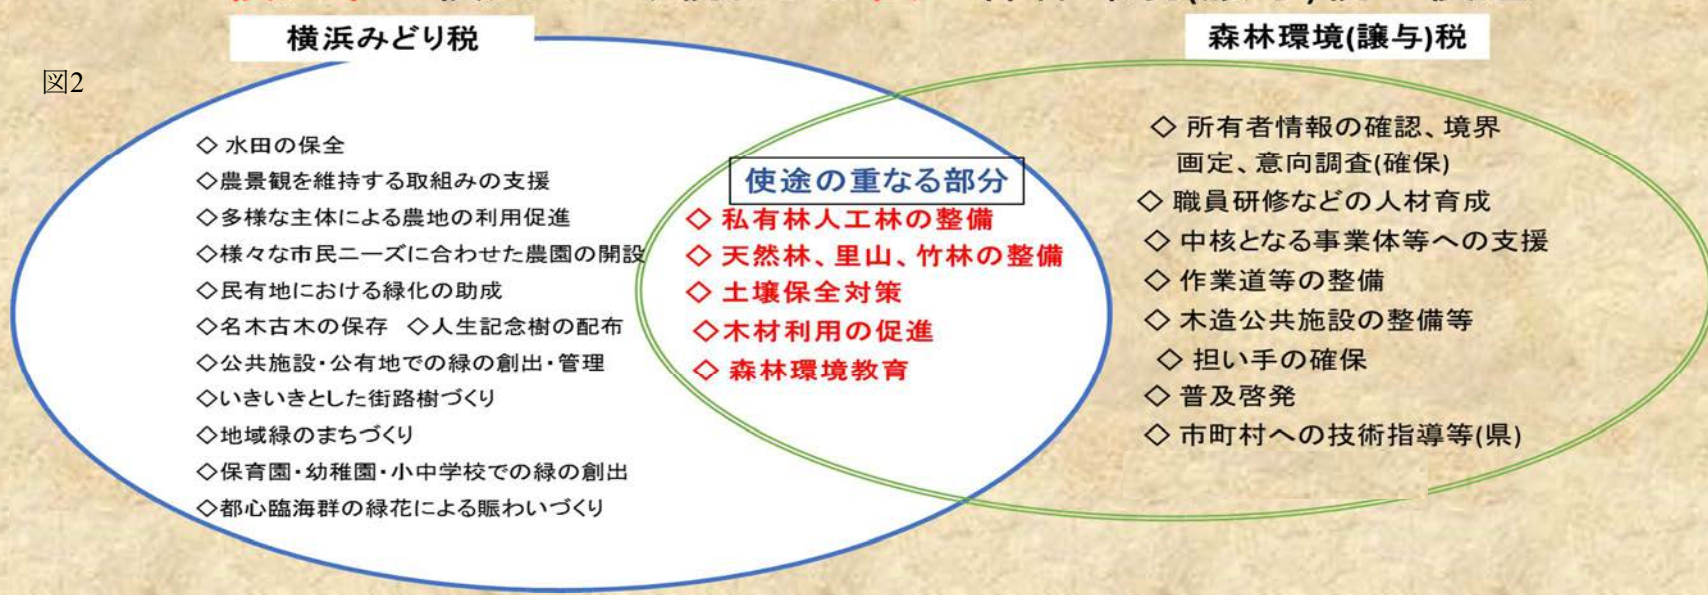 横浜みどり税
森林環境(譲与)税
図2
◇ 水田の保全
◇農景観を維持する取組みの支援
◇多様な主体による農地の利用促進
◇様々な市民ニーズに合わせた農園の開設
◇民有地における緑化の助成
◇名木古木の保存 ◇人生記念樹の配布
◇公共施設・公有地での緑の創出・管理
◇いきいきとした街路樹づくり
◇地域緑のまちづくり
◇保育園・幼稚園・小中学校での緑の創出
◇都心臨海群の緑花による賑わいづくり
使途の重なる部分
◇ 私有林人工林の整備
◇ 天然林、里山、竹林の整備
◇ 土壌保全対策
◇木材利用の促進
◇ 森林環境教育
◇ 所有者情報の確認、境界
画定、意向調査(確保)
◇ 職員研修などの人材育成
◇ 中核となる事業体等への支援
◇ 作業道等の整備
◇ 木造公共施設の整備等
◇ 担い手の確保
◇ 普及啓発
◇ 市町村への技術指導等(県)